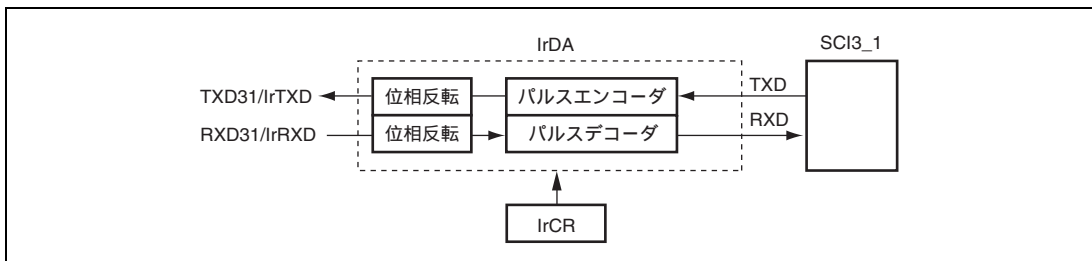 IrDA
SCI3_1
TXD31/IrTXD
位相反転
パルスエンコーダ
TXD
RXD31/IrRXD
位相反転
パルスデコーダ
RXD
IrCR